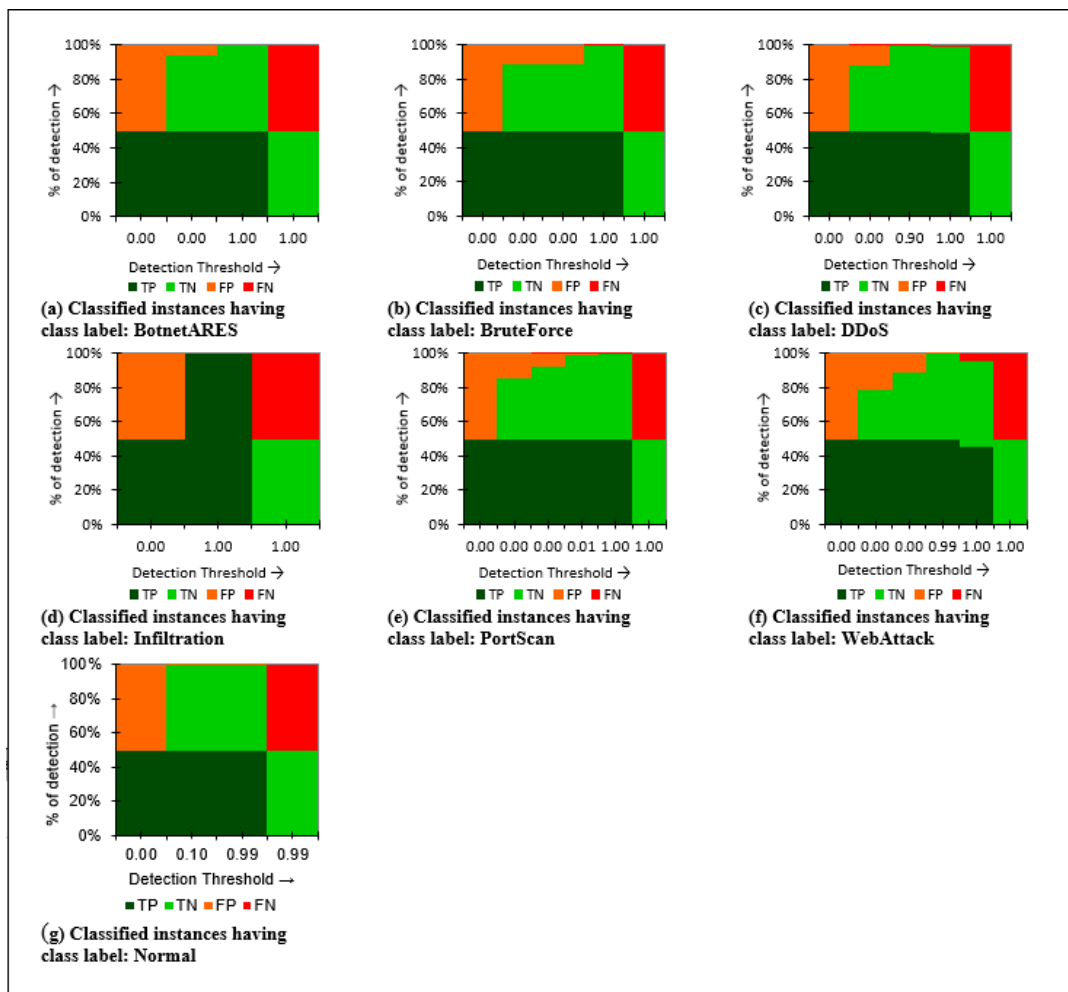 100%
80%
60%
40%
20%
0%
% of detection →
0.00 0.00 1.00 1.00
Detection Threshold →
TP TN FP FN
(a) Classified instances having
class label: BotnetARES
100%
80%
60%
40%
20%
0%
% of detection →
0.00 0.00 0.00 1.00 1.00
Detection Threshold →
TP TN FP FN
(b) Classified instances having
class label: BruteForce
100%
80%
60%
40%
20%
0%
% of detection →
0.00 0.00 0.90 1.00 1.00
Detection Threshold →
TP TN FP FN
(c) Classified instances having
class label: DDoS
100%
80%
60%
40%
20%
0%
% of detection →
0.00 1.00 1.00
Detection Threshold →
TP TN FP FN
(d) Classified instances having
class label: Infiltration
100%
80%
60%
40%
20%
0%
% of detection →
0.00 0.00 0.00 0.01 1.00 1.00
Detection Threshold →
TP TN FP FN
(e) Classified instances having
class label: PortScan
100%
80%
60%
40%
20%
0%
% of detection→
0.00 0.00 0.00 0.99 1.00 1.00
Detection Threshold →
TP TN FP FN
(f) Classified instances having
class label: WebAttack
100%
80%
60%
40%
20%
0%
% of detection →
0.00 0.10 0.99 0.99
Detection Threshold →
TP TN FP FN
(g) Classified instances having
class label: Normal